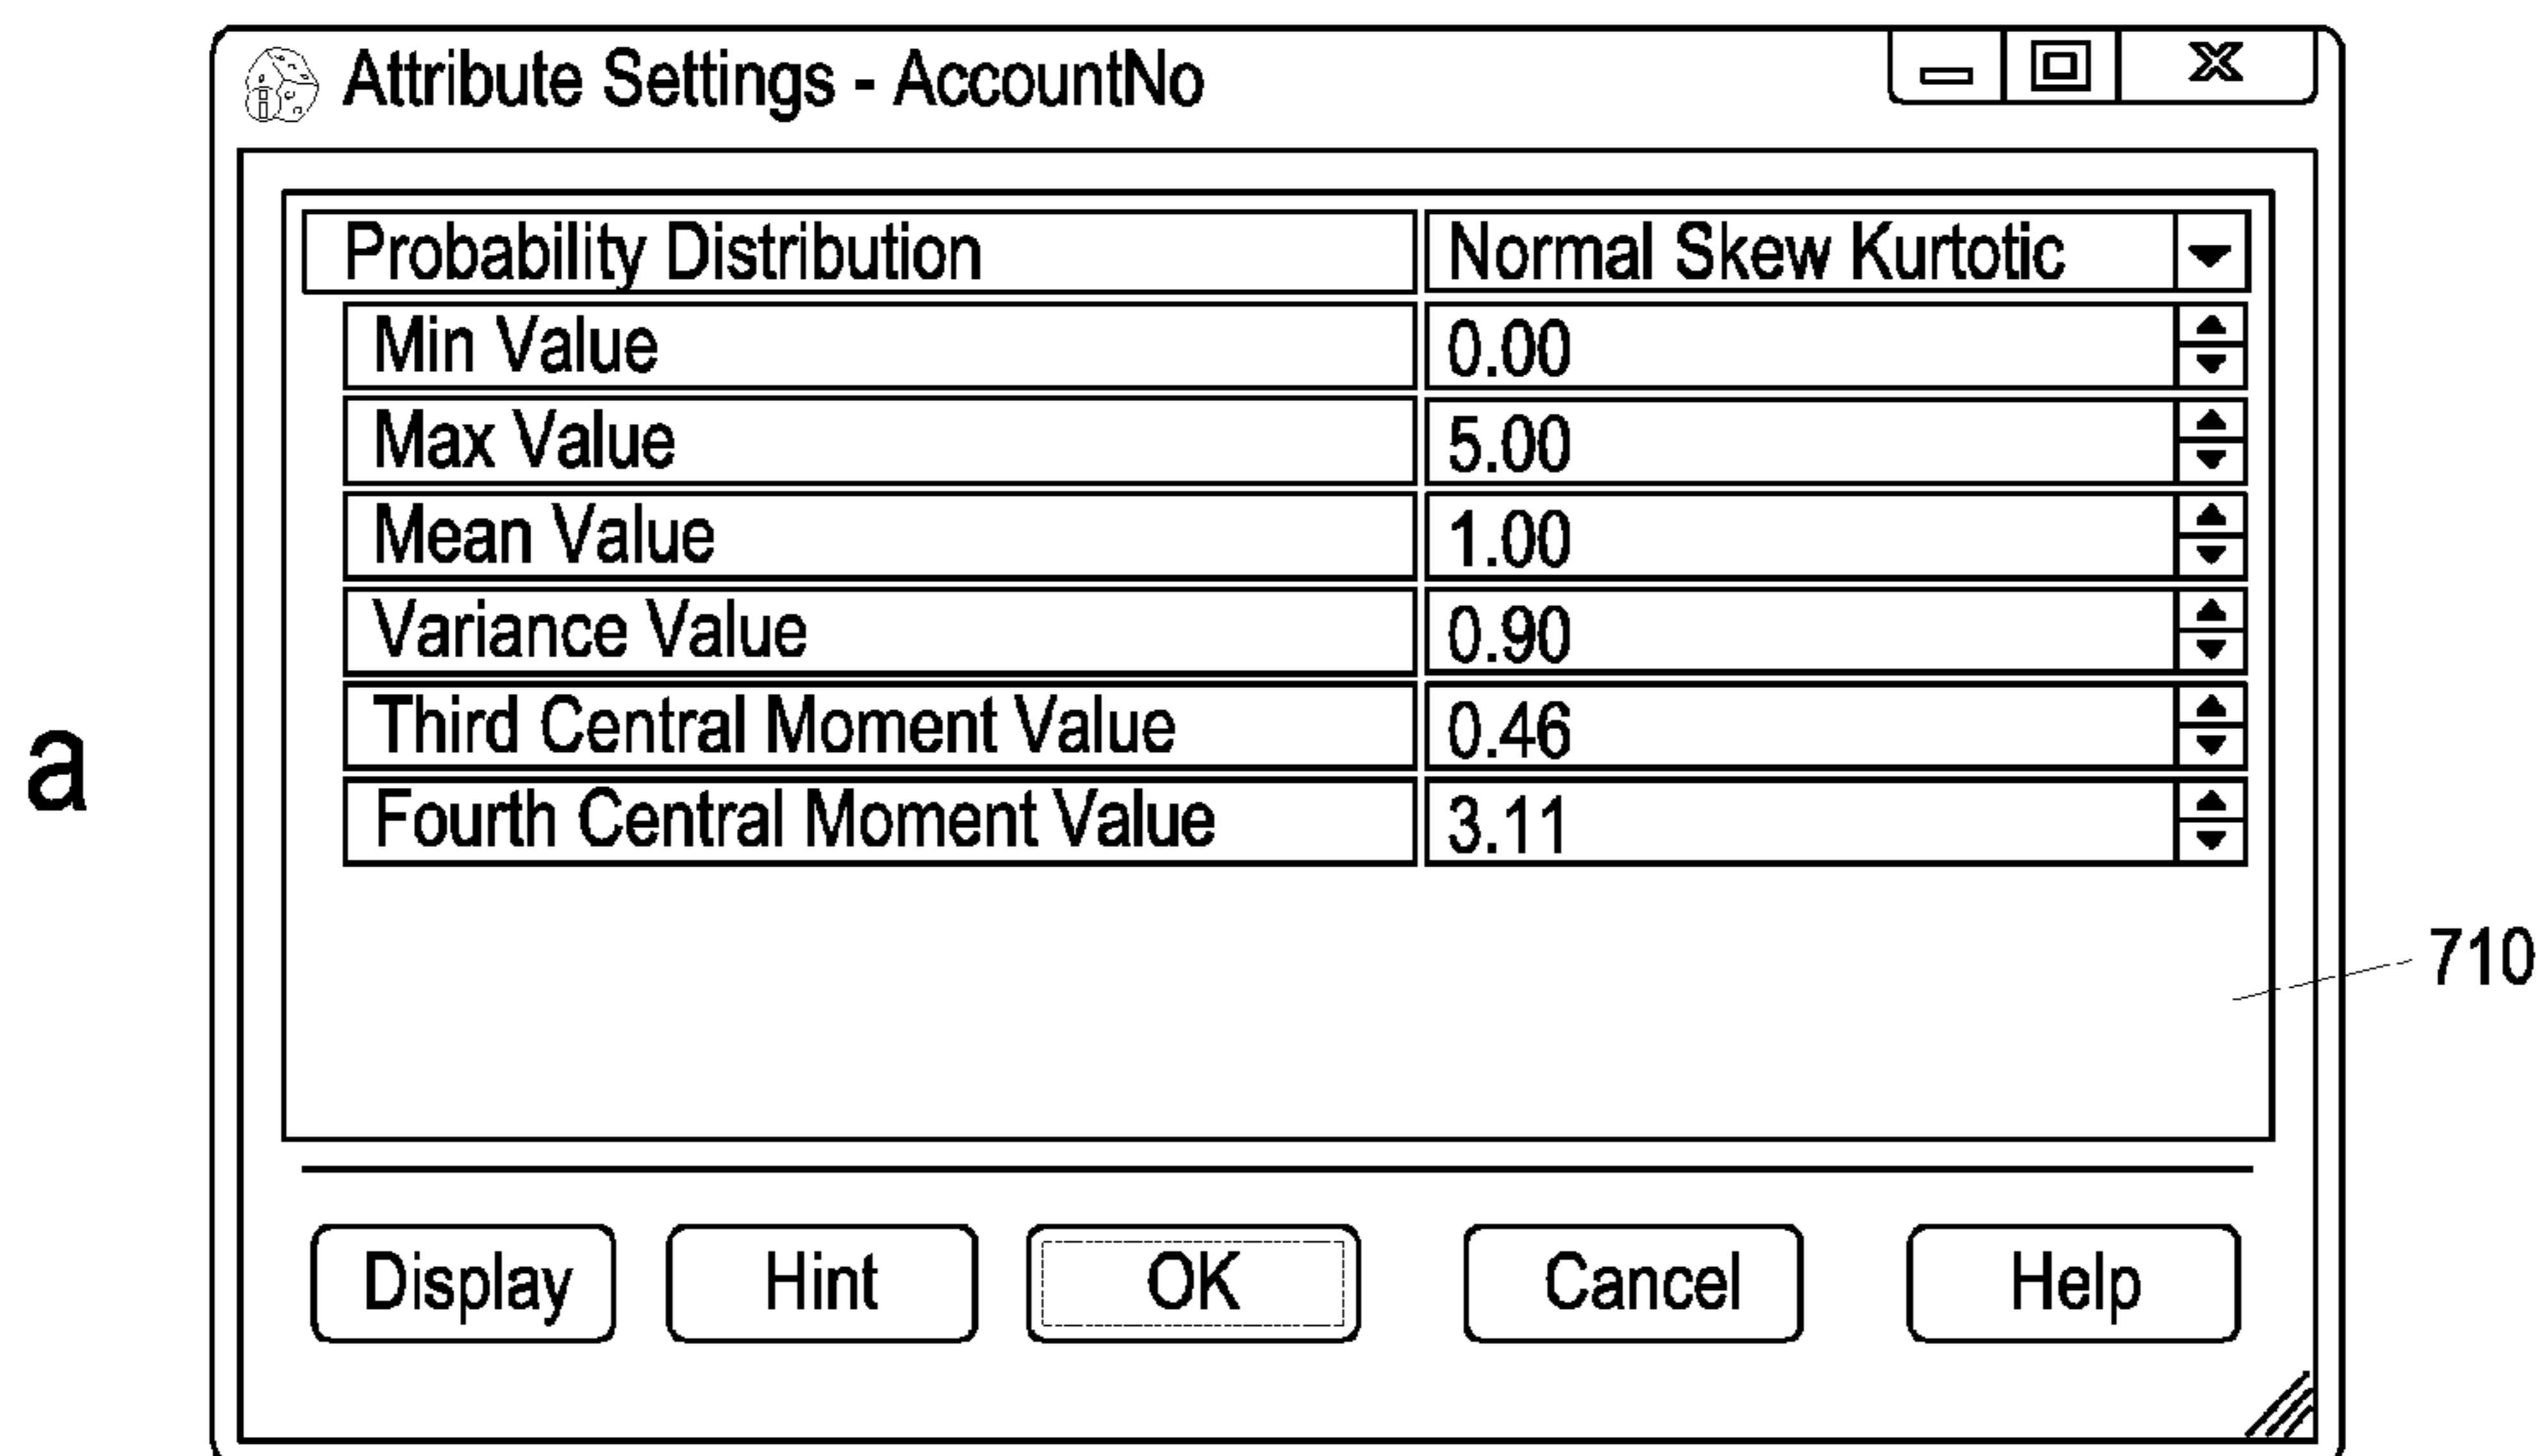 Attribute Settings - AccountNo
Probability Distribution Normal Skew Kurtotic
Min Value 0.00
Max Value 5.00
Mean Value 1.00
Variance Value 0.90
a
Third Central Moment Value 0.46
Fourth Central Moment Value 3.11
710
Display Hint OK Cancel Help